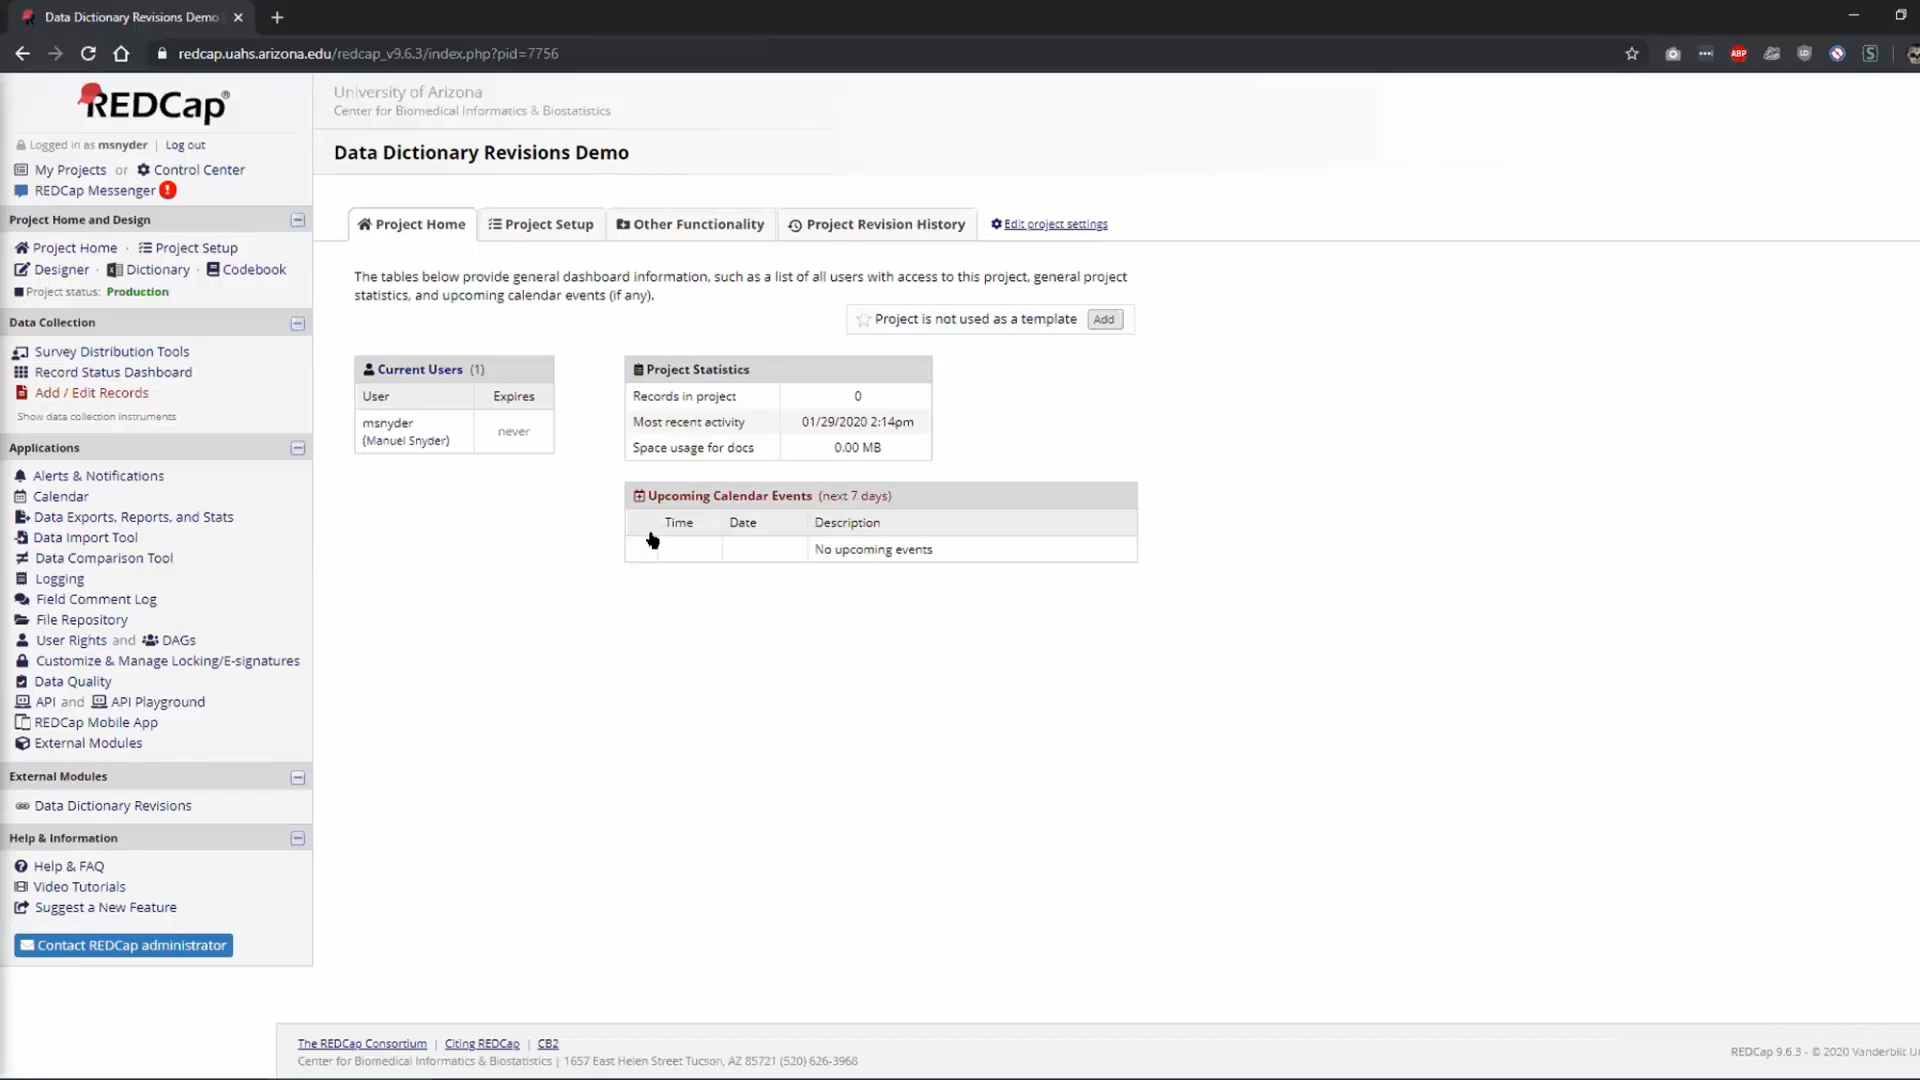 Data Dictionary Revisions Demo
redcap.uahs.arizona.edu/redcap_v9.6.3/index.php?pid=7756
ABP
REDCap®
Logged in as msnyder | Log out
My Projects or Control Center
REDCap Messenger
Project Home and Design
Project Home · Project Setup
Designer · Dictionary · Codebook
Project status: Production
Data Collection
Survey Distribution Tools
Record Status Dashboard
Add / Edit Records
Show data collection instruments
Applications
Alerts & Notifications
Calendar
Data Exports, Reports, and Stats
Data Import Tool
Data Comparison Tool
Logging
Field Comment Log
File Repository
User Rights and DAGs
Customize & Manage Locking/E-signatures
Data Quality
API and API Playground
REDCap Mobile App
External Modules
External Modules
Data Dictionary Revisions
Help & Information
Help & FAQ
Video Tutorials
Suggest a New Feature
Contact REDCap administrator
University of Arizona
Center for Biomedical Informatics & Biostatistics
Data Dictionary Revisions Demo
Project Home Project Setup Other Functionality Project Revision History Edit project settings
The tables below provide general dashboard information, such as a list of all users with access to this project, general project
statistics, and upcoming calendar events (if any).
Project is not used as a template Add
Current Users (1)
User Expires
msnyder
(Manuel Snyder)
never
Project Statistics
Records in project 0
Most recent activity 01/29/2020 2:14pm
Space usage for docs 0.00 MB
Upcoming Calendar Events (next 7 days)
Time Date Description
No upcoming events
The REDCap Consortium | Citing REDCap | CB2
Center for Biomedical Informatics & Biostatistics | 1657 East Helen Street Tucson, AZ 85721 (520) 626-3968
REDCap 9.6.3 - © 2020 Vanderbilt